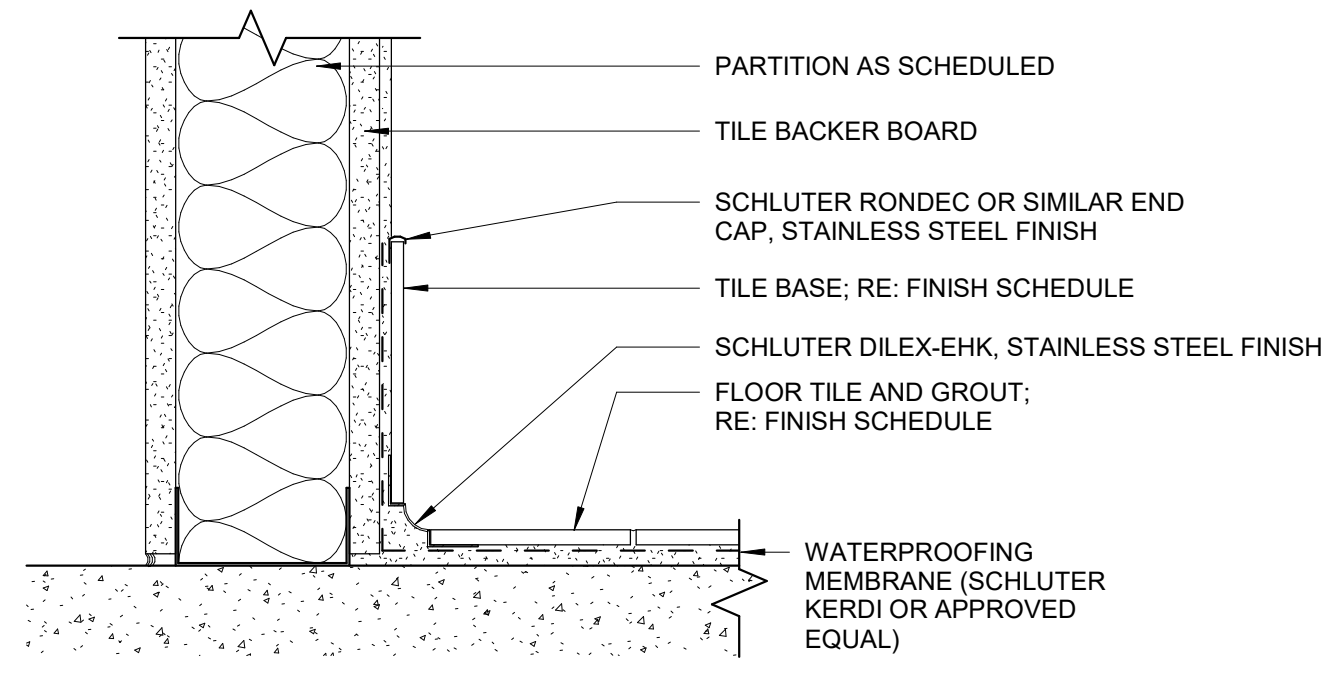 PARTITION AS SCHEDULED
TILE BACKER BOARD
SCHLUTER RONDEC OR SIMILAR END
CAP, STAINLESS STEEL FINISH
TILE BASE; RE: FINISH SCHEDULE
SCHLUTER DILEX-EHK, STAINLESS STEEL FINISH
FLOOR TILE AND GROUT;
RE: FINISH SCHEDULE
WATERPROOFING
MEMBRANE (SCHLUTER
KERDI OR APPROVED
EQUAL)